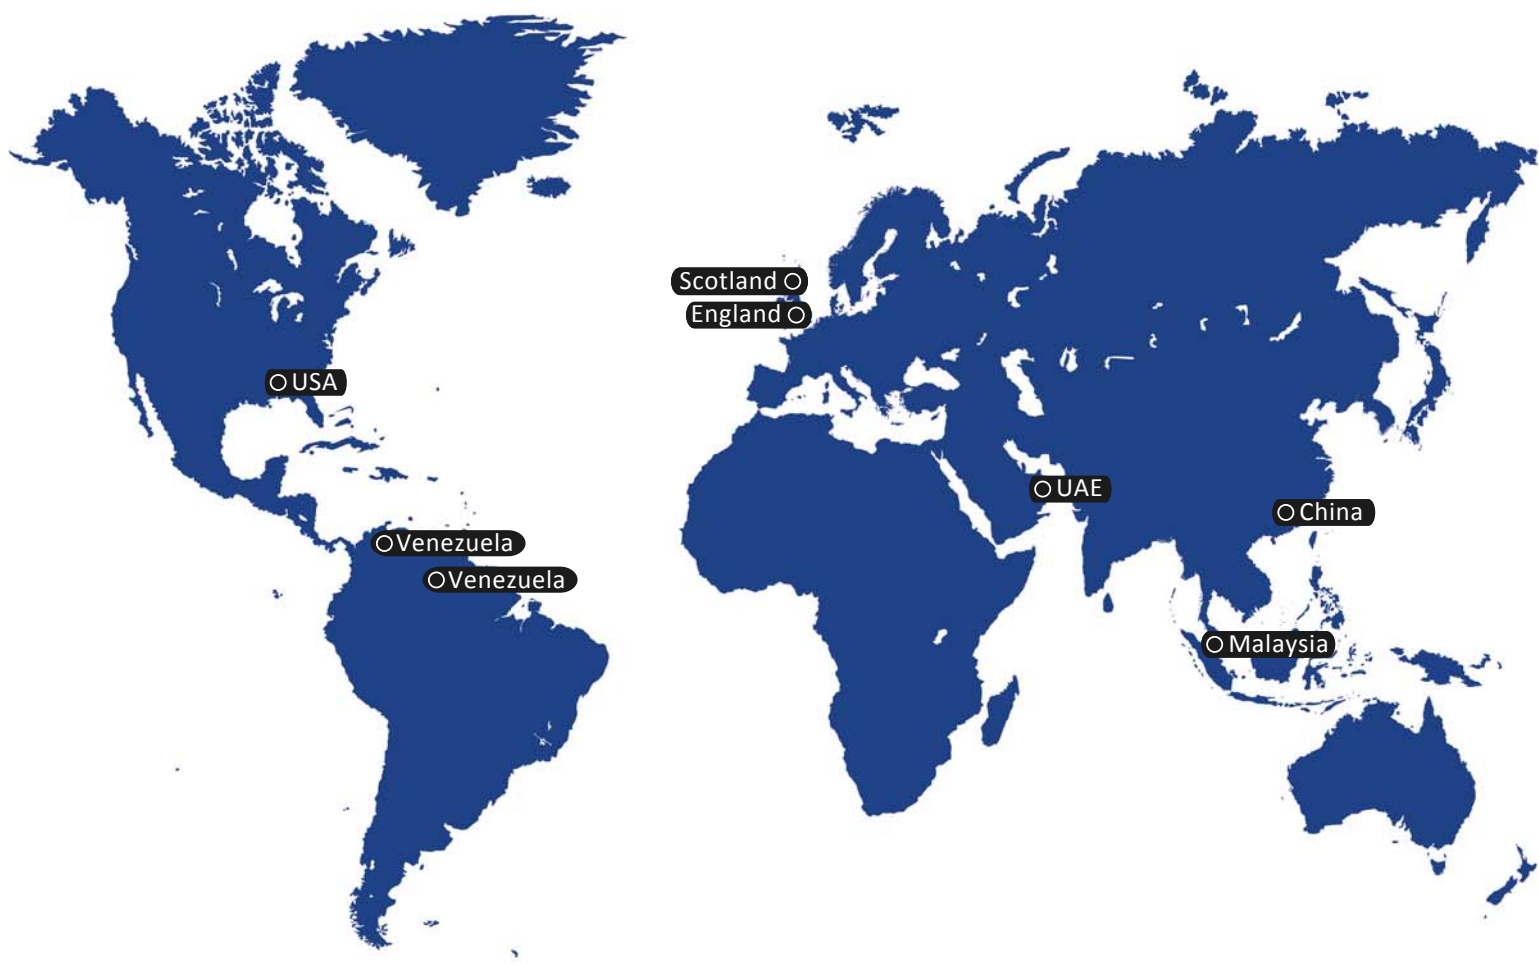 Scotland
England
USA
UAE
China
Venezuela
Venezuela
Malaysia